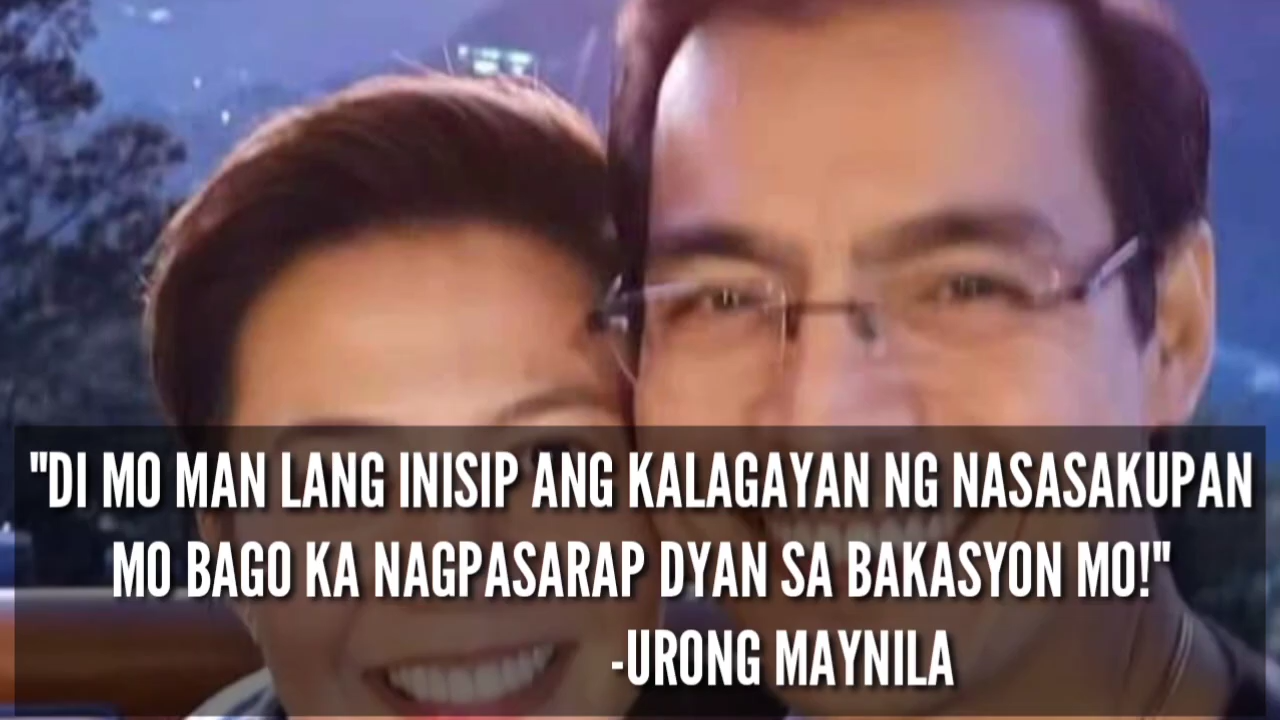 "DI MO MAN LANG INISIP ANG KALAGAYAN NG NASASAKUPAN
MO BAGO KA NAGPASARAP DYAN SA BAKASYON MO!"
-URONG MAYNILA